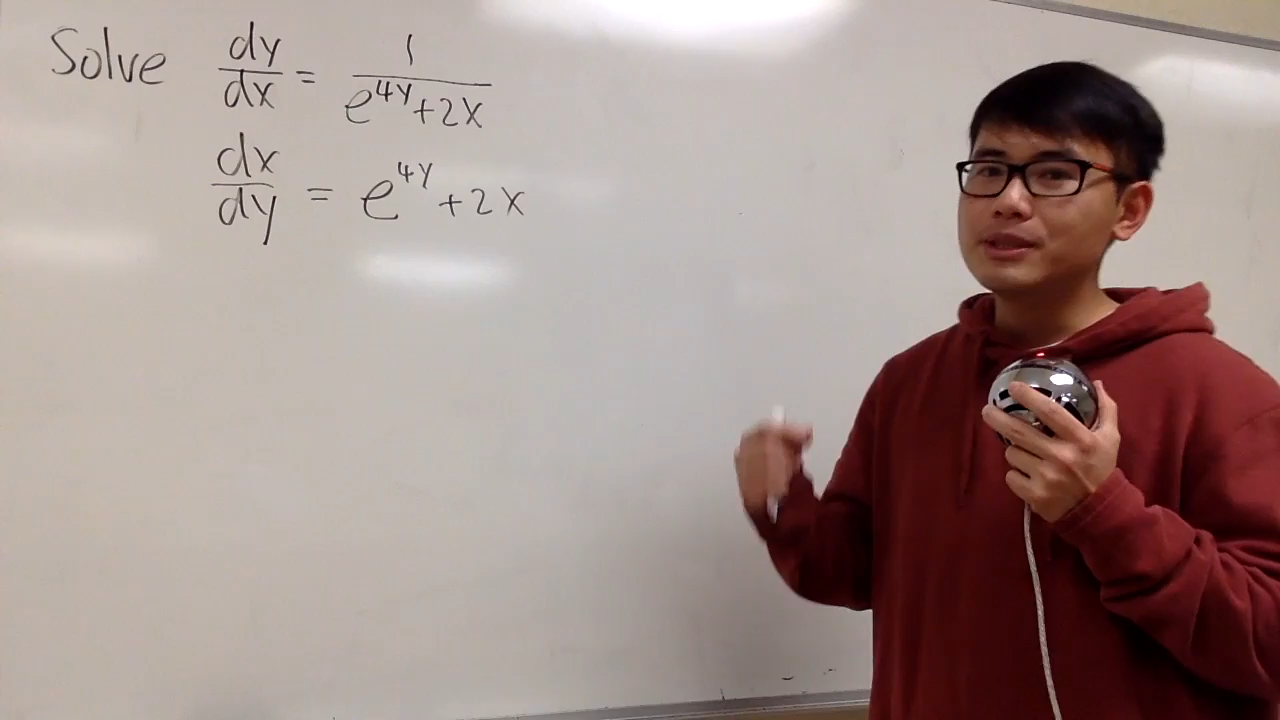 Solve dy/dx = 1/(e^{4y}+2x)
dx/dy = e^{4y}+2x